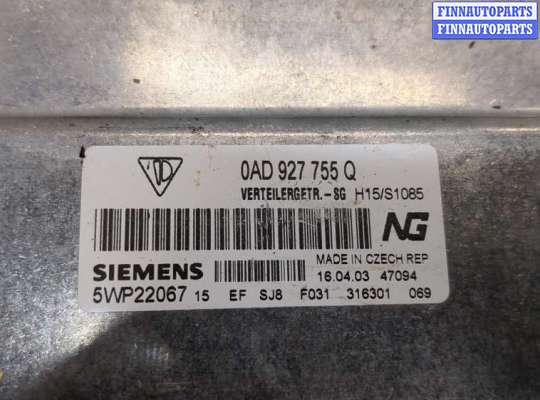 FINNAUTOPARTS
FINNAUTOPARTS
0AD 927 755 Q
VERTEILERGETR.-SG H15/S1085
NG
SIEMENS
MADE IN CZECH REP
16.04.03 47094
5WP22067 15 EF SJ8 F031 316301 069